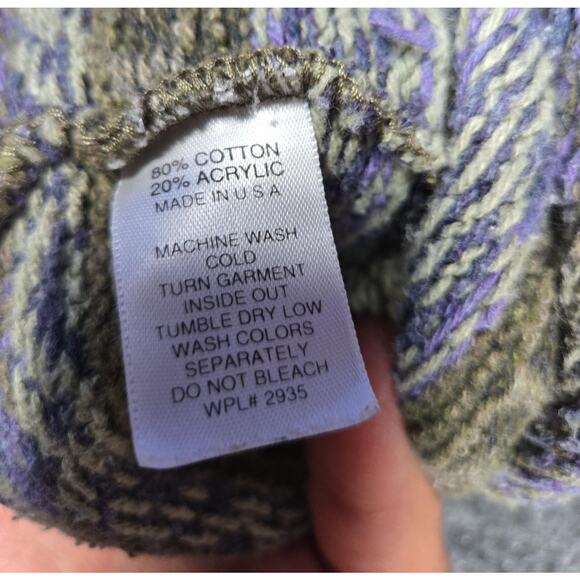 80% COTTON
20% ACRYLIC
MADE IN U S A
MACHINE WASH
COLD
TURN GARMENT
INSIDE OUT
TUMBLE DRY LOW
WASH COLORS
SEPARATELY
DO NOT BLEACH
WPL# 2935